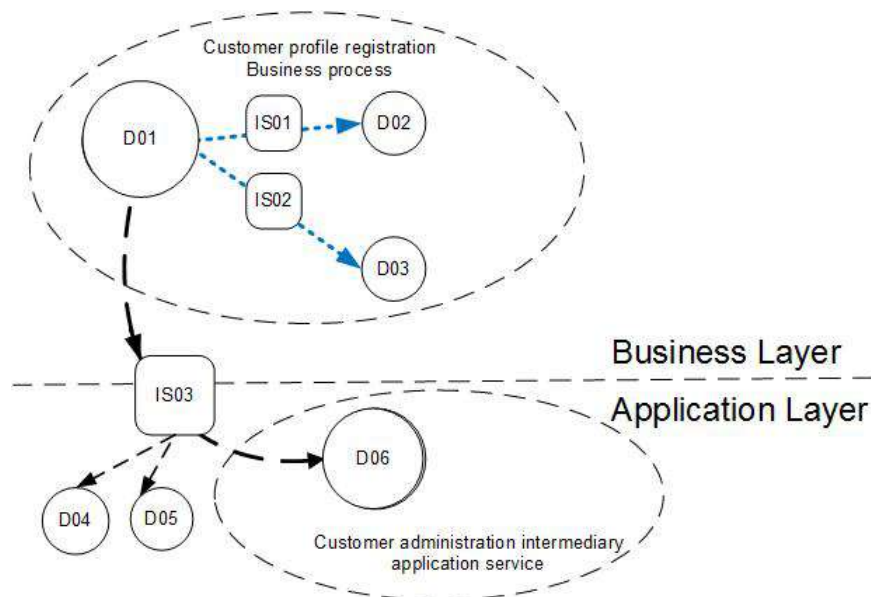 Customer profile registration
Business process
D01
IS01
D02
IS02
D03
Business Layer
IS03
Application Layer
D06
D04
D05
Customer administration intermediary
application service